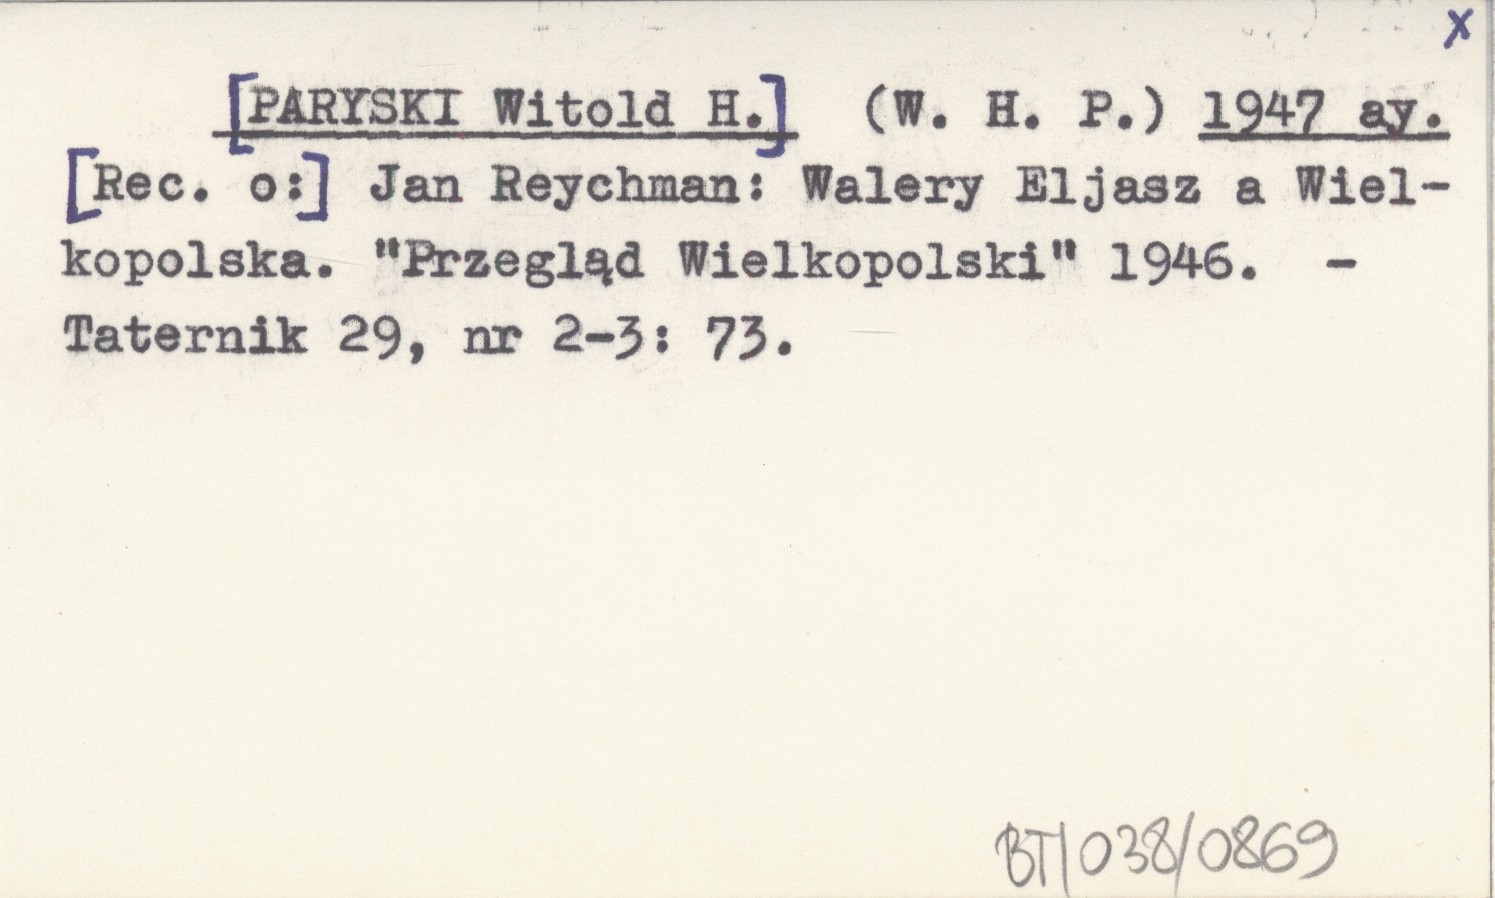 x
[PARYSKI Witold H.] (W. H. P.) 1947 ay.
[Rec. o:] Jan Reychman: Walery Eljasz a Wiel-
kopolska. "Przegląd Wielkopolski" 1946. -
Taternik 29, nr 2-3: 73.
BT/038/0869